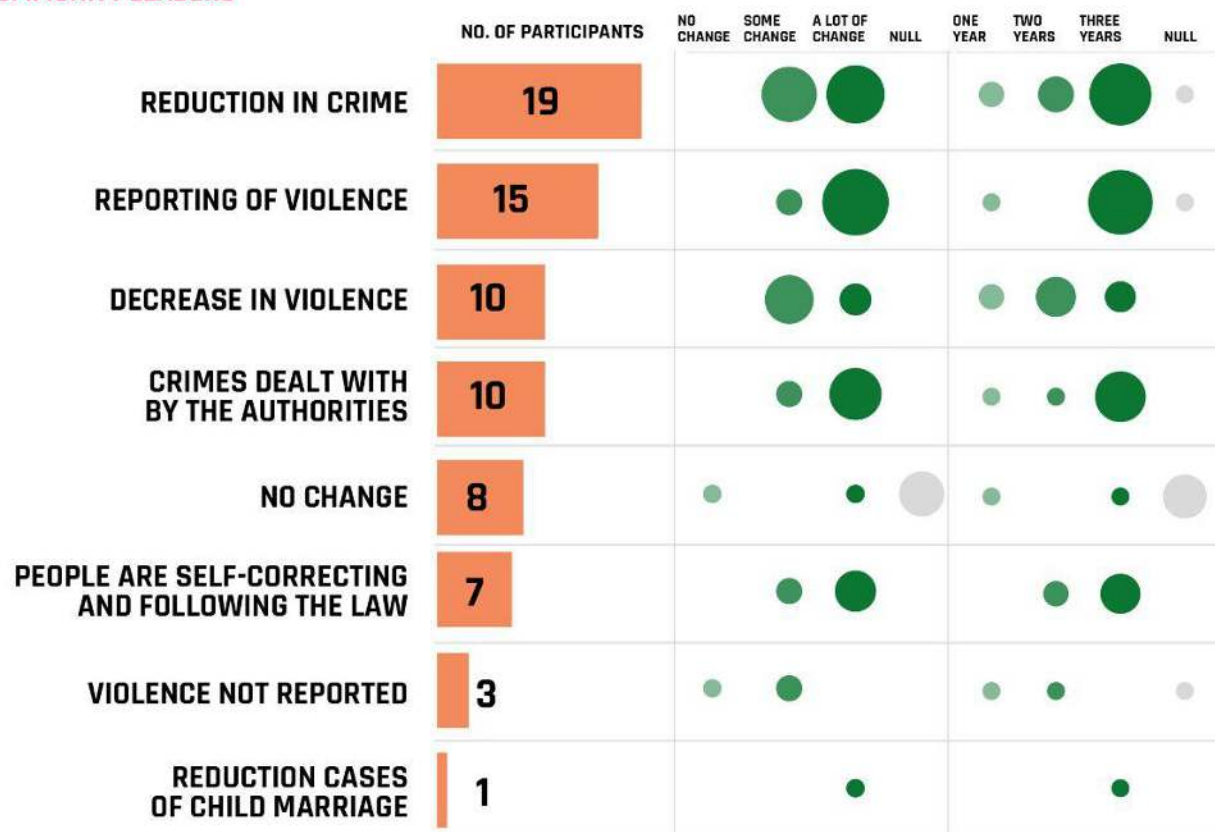 NO. OF PARTICIPANTS
NO CHANGE
SOME CHANGE
A LOT OF CHANGE
NULL
ONE YEAR
TWO YEARS
THREE YEARS
NULL
REDUCTION IN CRIME
19
REPORTING OF VIOLENCE
15
DECREASE IN VIOLENCE
10
CRIMES DEALT WITH
BY THE AUTHORITIES
10
NO CHANGE
8
PEOPLE ARE SELF-CORRECTING
AND FOLLOWING THE LAW
7
VIOLENCE NOT REPORTED
3
REDUCTION CASES
OF CHILD MARRIAGE
1